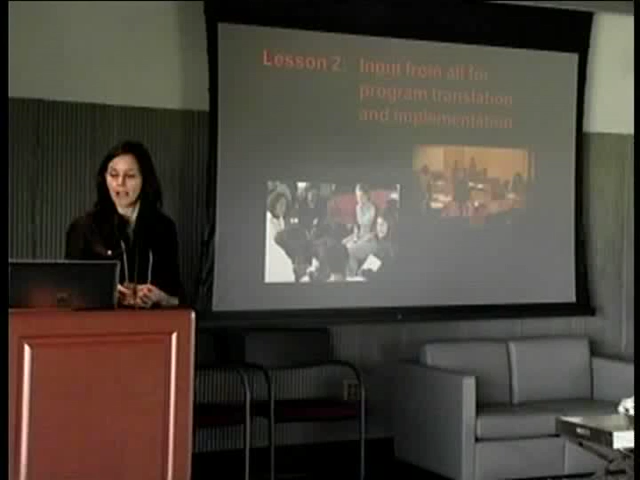 Lesson 2: Input from all for
program translation
and implementation